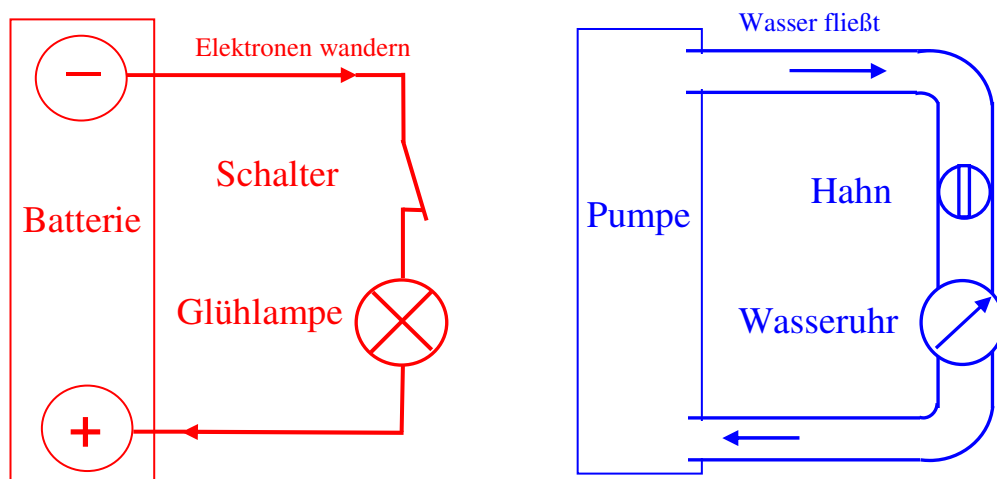 Elektronen wandern
Schalter
Batterie
Glühlampe
−
+
Wasser fließt
Hahn
Pumpe
Wasseruhr